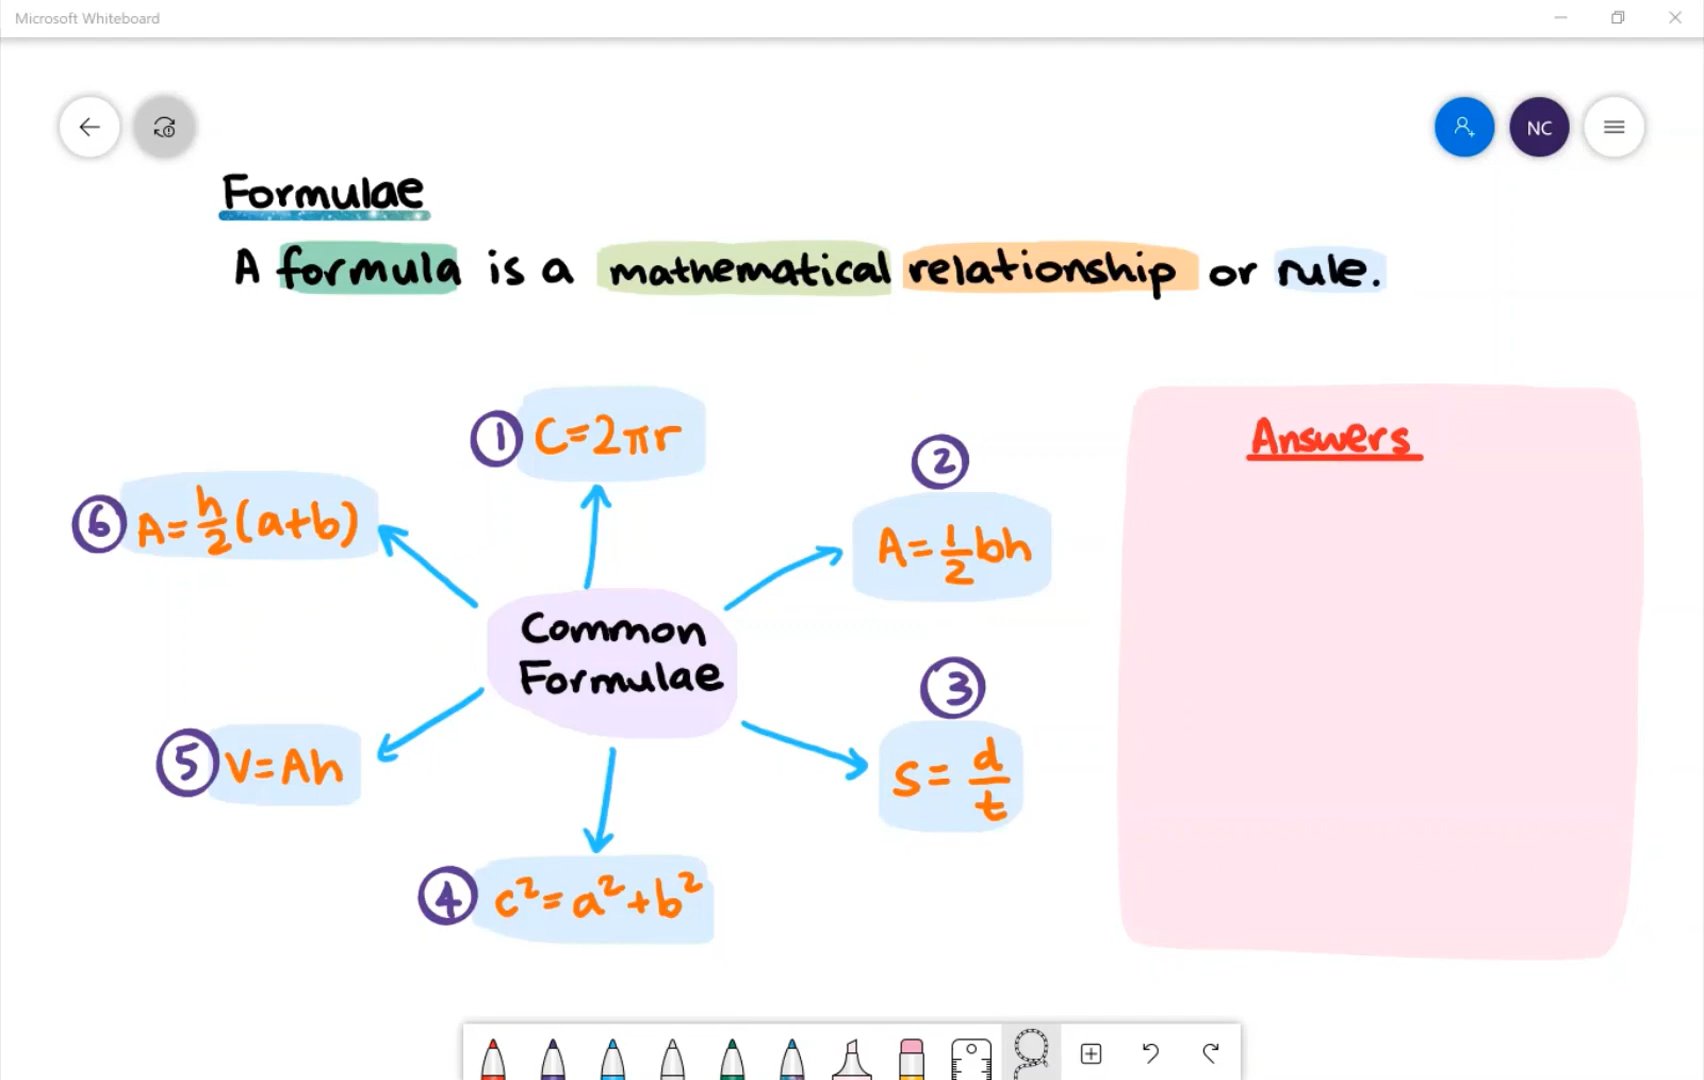 Microsoft Whiteboard
NC
Formulae
A formula is a mathematical relationship or rule.
① C=2πr
②
A=½bh
③
S=d/t
④ c²=a²+b²
⑤ V=Ah
⑥ A=h/2(a+b)
Common
Formulae
Answers